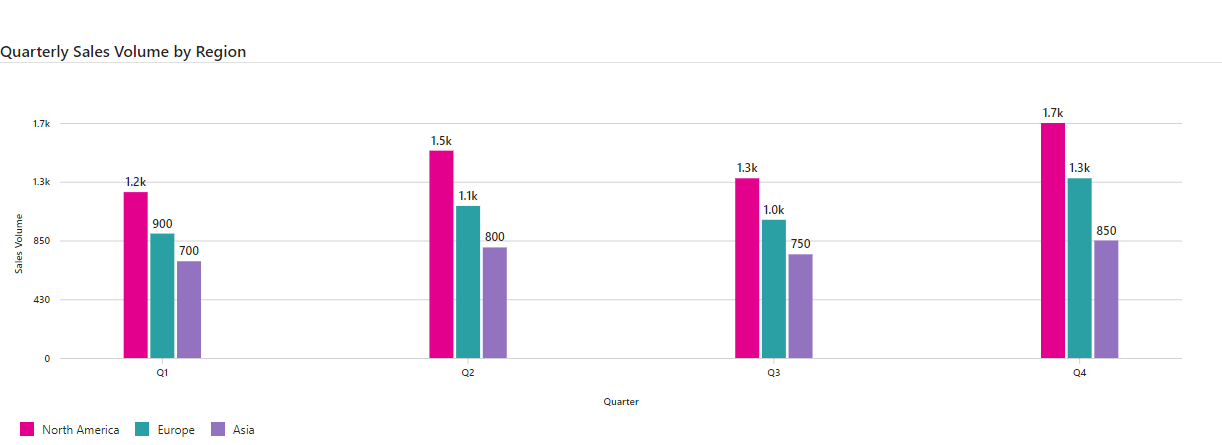 Quarterly Sales Volume by Region
1.7k
1.3k
850
430
0
Sales Volume
1.2k
900
700
1.5k
1.1k
800
1.3k
1.0k
750
1.7k
1.3k
850
Q1 Q2 Q3 Q4
Quarter
North America Europe Asia